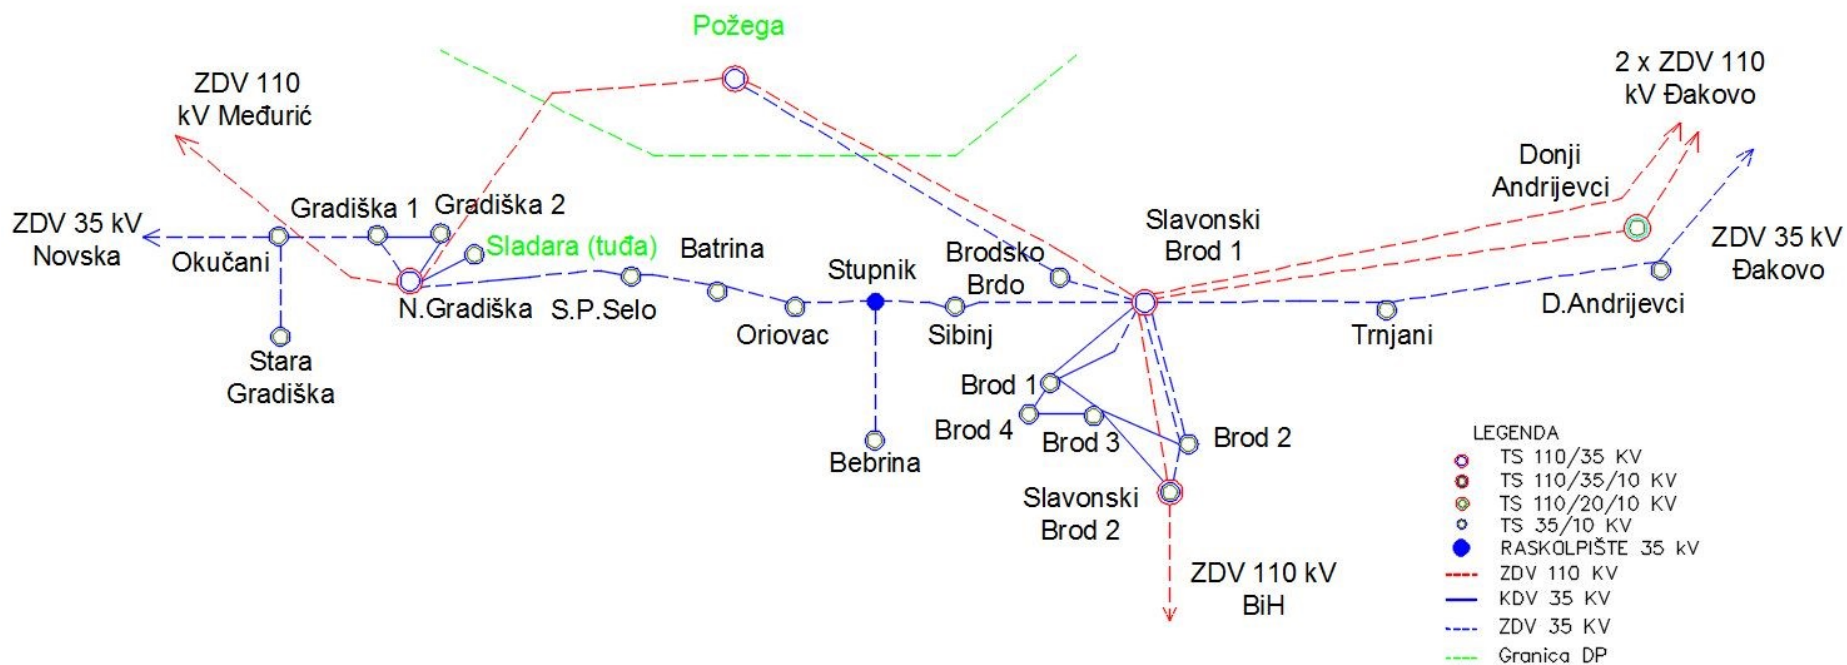 Požega
ZDV 110
kV Međurić
2 x ZDV 110
kV Đakovo
Donji
Andrijevci
Gradiška 1
Gradiška 2
ZDV 35 kV
Novska
Okučani
Sladara (tuđa)
Batrina
Stupnik
Brodsko
Brdo
Slavonski
Brod 1
ZDV 35 kV
Đakovo
N.Gradiška
S.P.Selo
Oriovac
Sibinj
Trnjani
D.Andrijevci
Stara
Gradiška
Brod 1
Brod 4
Brod 3
Brod 2
Bebrina
Slavonski
Brod 2
ZDV 110 kV
BiH
LEGENDA
TS 110/35 KV
TS 110/35/10 KV
TS 110/20/10 KV
TS 35/10 KV
RASKOLPIŠTE 35 kV
ZDV 110 KV
KDV 35 KV
ZDV 35 KV
Granica DP